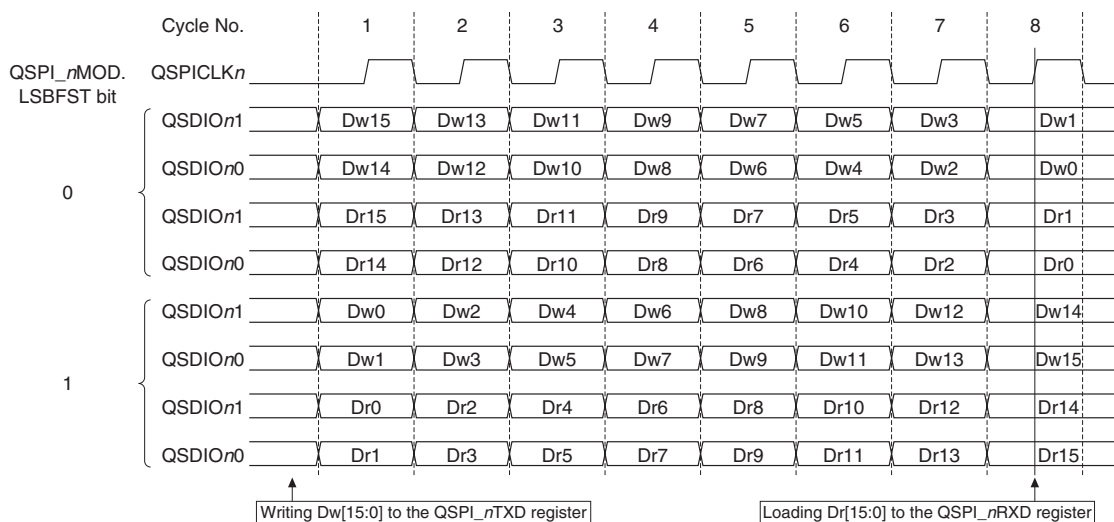 Cycle No. 1 2 3 4 5 6 7 8
QSPI_nMOD. QSPICLKn
LSBFST bit
QSDIOn1 Dw15 Dw13 Dw11 Dw9 Dw7 Dw5 Dw3 Dw1
QSDIOn0 Dw14 Dw12 Dw10 Dw8 Dw6 Dw4 Dw2 Dw0
0
QSDIOn1 Dr15 Dr13 Dr11 Dr9 Dr7 Dr5 Dr3 Dr1
QSDIOn0 Dr14 Dr12 Dr10 Dr8 Dr6 Dr4 Dr2 Dr0
QSDIOn1 Dw0 Dw2 Dw4 Dw6 Dw8 Dw10 Dw12 Dw14
QSDIOn0 Dw1 Dw3 Dw5 Dw7 Dw9 Dw11 Dw13 Dw15
1
QSDIOn1 Dr0 Dr2 Dr4 Dr6 Dr8 Dr10 Dr12 Dr14
QSDIOn0 Dr1 Dr3 Dr5 Dr7 Dr9 Dr11 Dr13 Dr15
Writing Dw[15:0] to the QSPI_nTXD register Loading Dr[15:0] to the QSPI_nRXD register